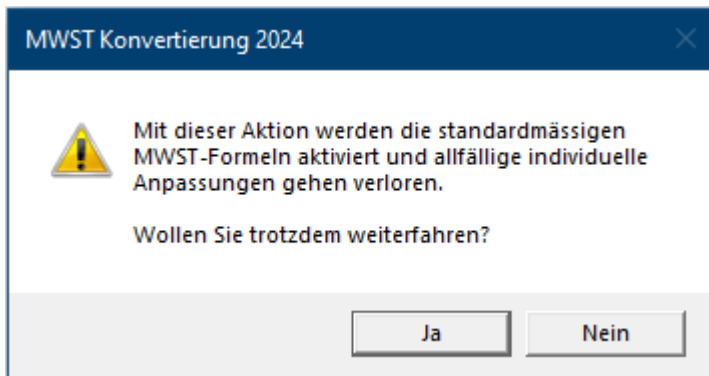 MWST Konvertierung 2024
Mit dieser Aktion werden die standardmässigen
MWST-Formeln aktiviert und allfällige individuelle
Anpassungen gehen verloren.
Wollen Sie trotzdem weiterfahren?
Ja
Nein